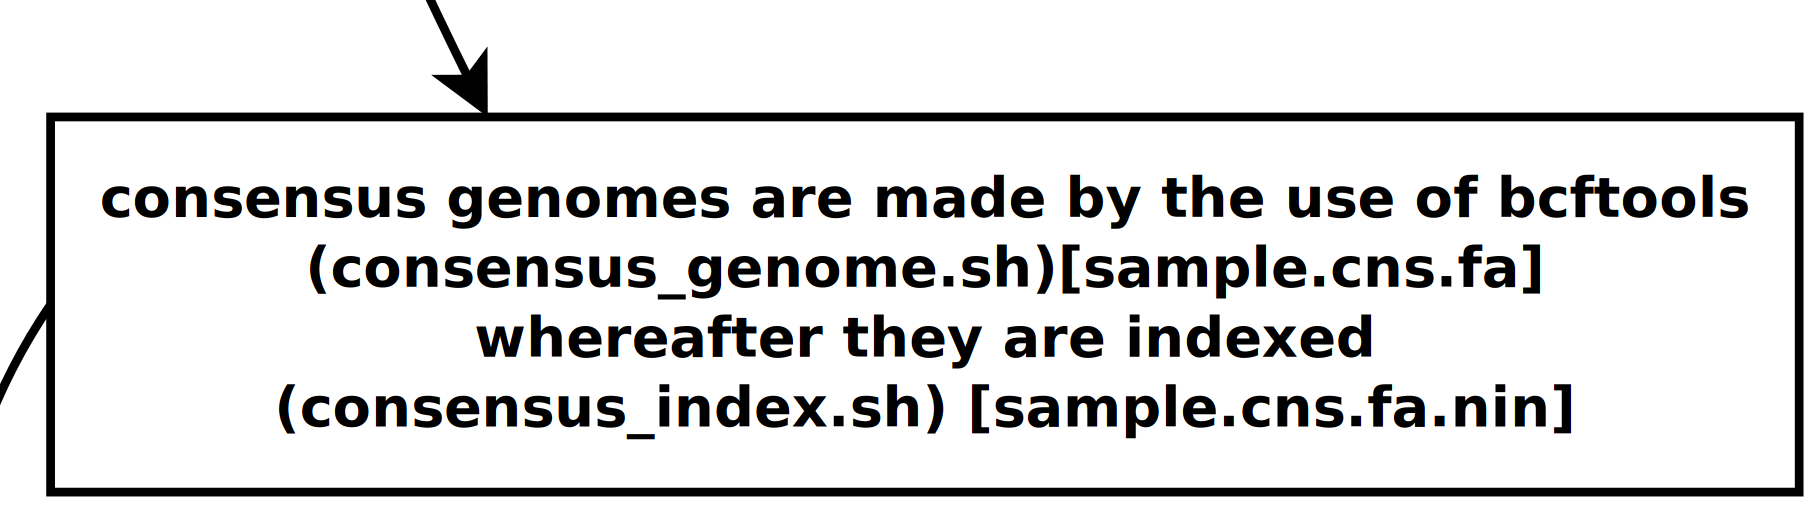 consensus genomes are made by the use of bcftools
(consensus_genome.sh)[sample.cns.fa]
whereafter they are indexed
(consensus_index.sh) [sample.cns.fa.nin]